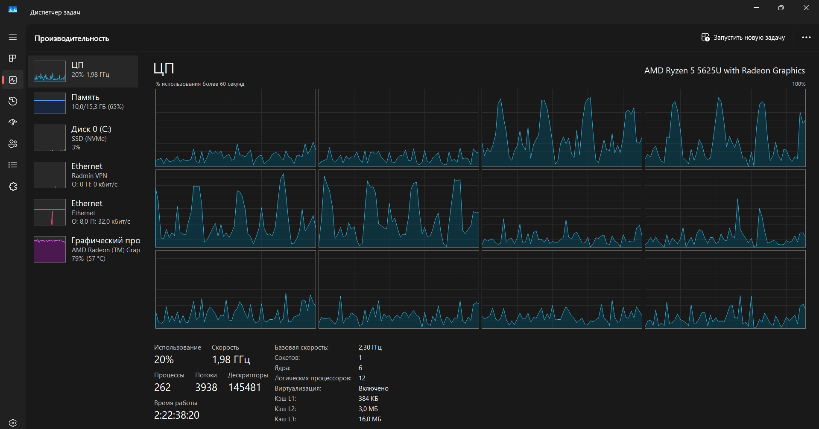 Диспетчер задач
Производительность
Запустить новую задачу
ЦП
20% 1,98 ГГц
Память
10,0/15,3 ГБ (65%)
Диск 0 (C:)
SSD (NVMe)
3%
Ethernet
Radmin VPN
О: 0 П: 0 кбит/с
Ethernet
Ethernet
О: 8,0 П: 32,0 кбит/с
Графический про
AMD Radeon (TM) Grap
79% (57 °C)
ЦП
AMD Ryzen 5 5625U with Radeon Graphics
% использования более 60 секунд
100%
Использование
20%
Скорость
1,98 ГГц
Процессы
262
Потоки
3938
Дескрипторы
145481
Время работы
2:22:38:20
Базовая скорость: 2,30 ГГц
Сокетов: 1
Ядра: 6
Логических процессоров: 12
Виртуализация: Включено
Кэш L1: 384 КБ
Кэш L2: 3,0 МБ
Кэш L3: 16,0 МБ